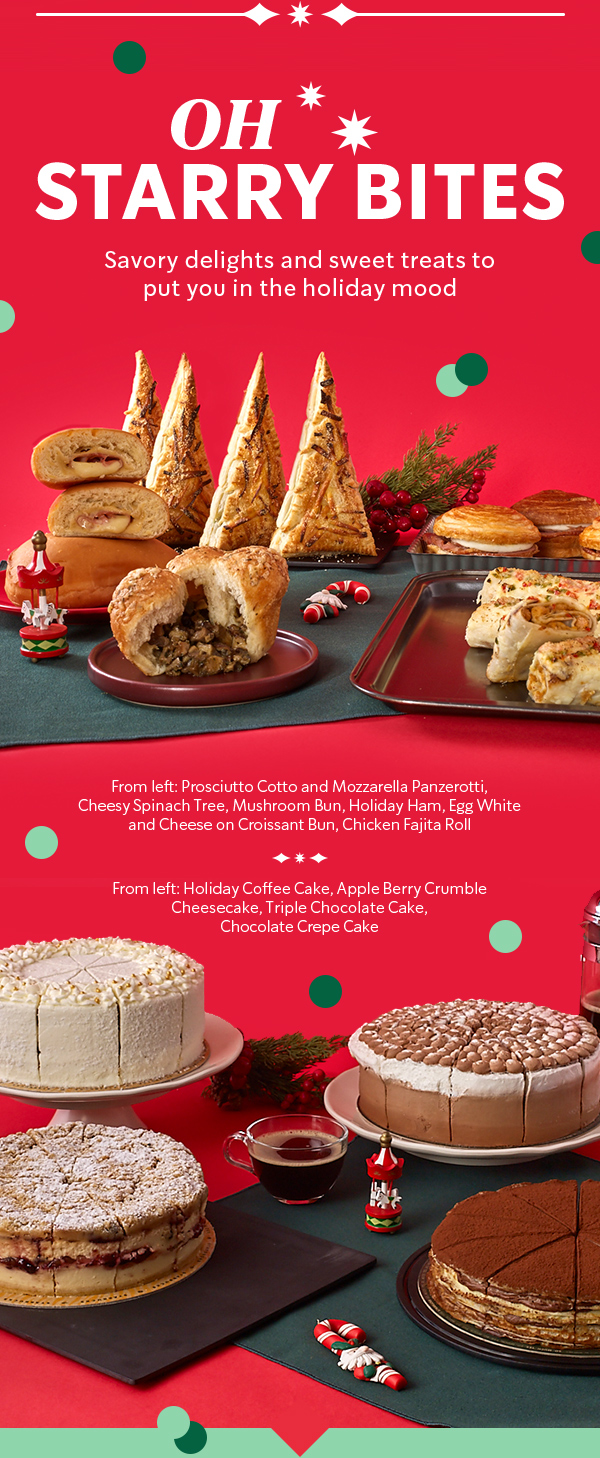 OH
STARRY BITES
Savory delights and sweet treats to
put you in the holiday mood
From left: Prosciutto Cotto and Mozzarella Panzerotti,
Cheesy Spinach Tree, Mushroom Bun, Holiday Ham, Egg White
and Cheese on Croissant Bun, Chicken Fajita Roll
From left: Holiday Coffee Cake, Apple Berry Crumble
Cheesecake, Triple Chocolate Cake,
Chocolate Crepe Cake